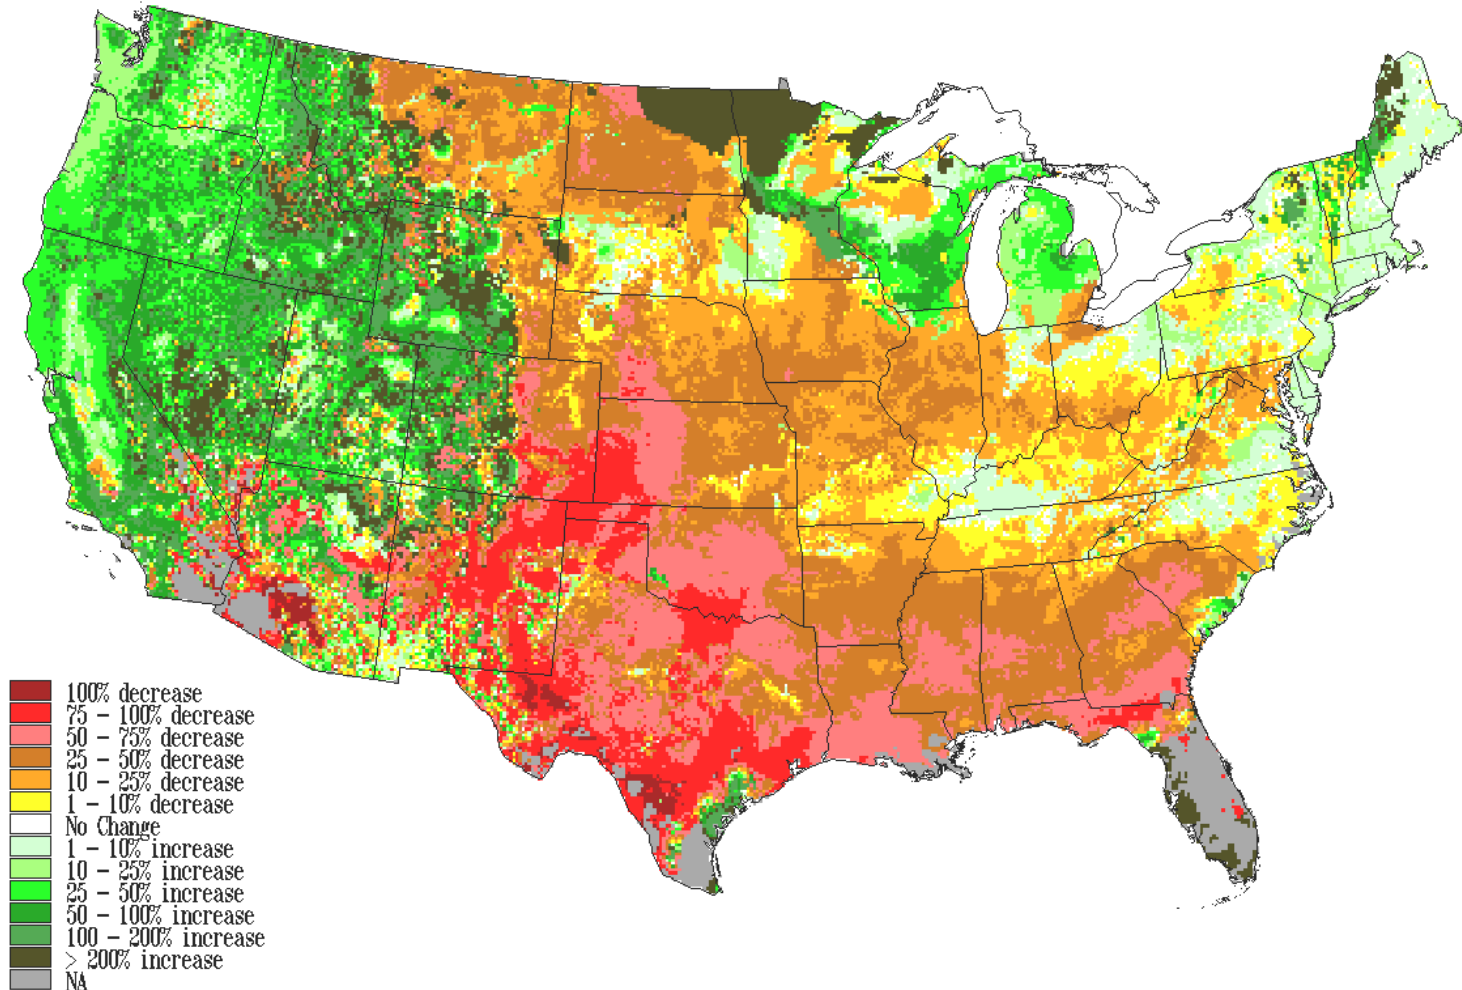 100% decrease
75 - 100% decrease
50 - 75% decrease
25 - 50% decrease
10 - 25% decrease
1 - 10% decrease
No Change
1 - 10% increase
10 - 25% increase
25 - 50% increase
50 - 100% increase
100 - 200% increase
> 200% increase
NA